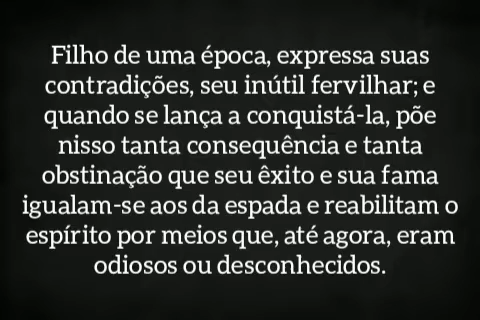 Filho de uma época, expressa suas
contradições, seu inútil fervilhar; e
quando se lança a conquistá-la, põe
nisso tanta consequência e tanta
obstinação que seu êxito e sua fama
igualam-se aos da espada e reabilitam o
espírito por meios que, até agora, eram
odiosos ou desconhecidos.